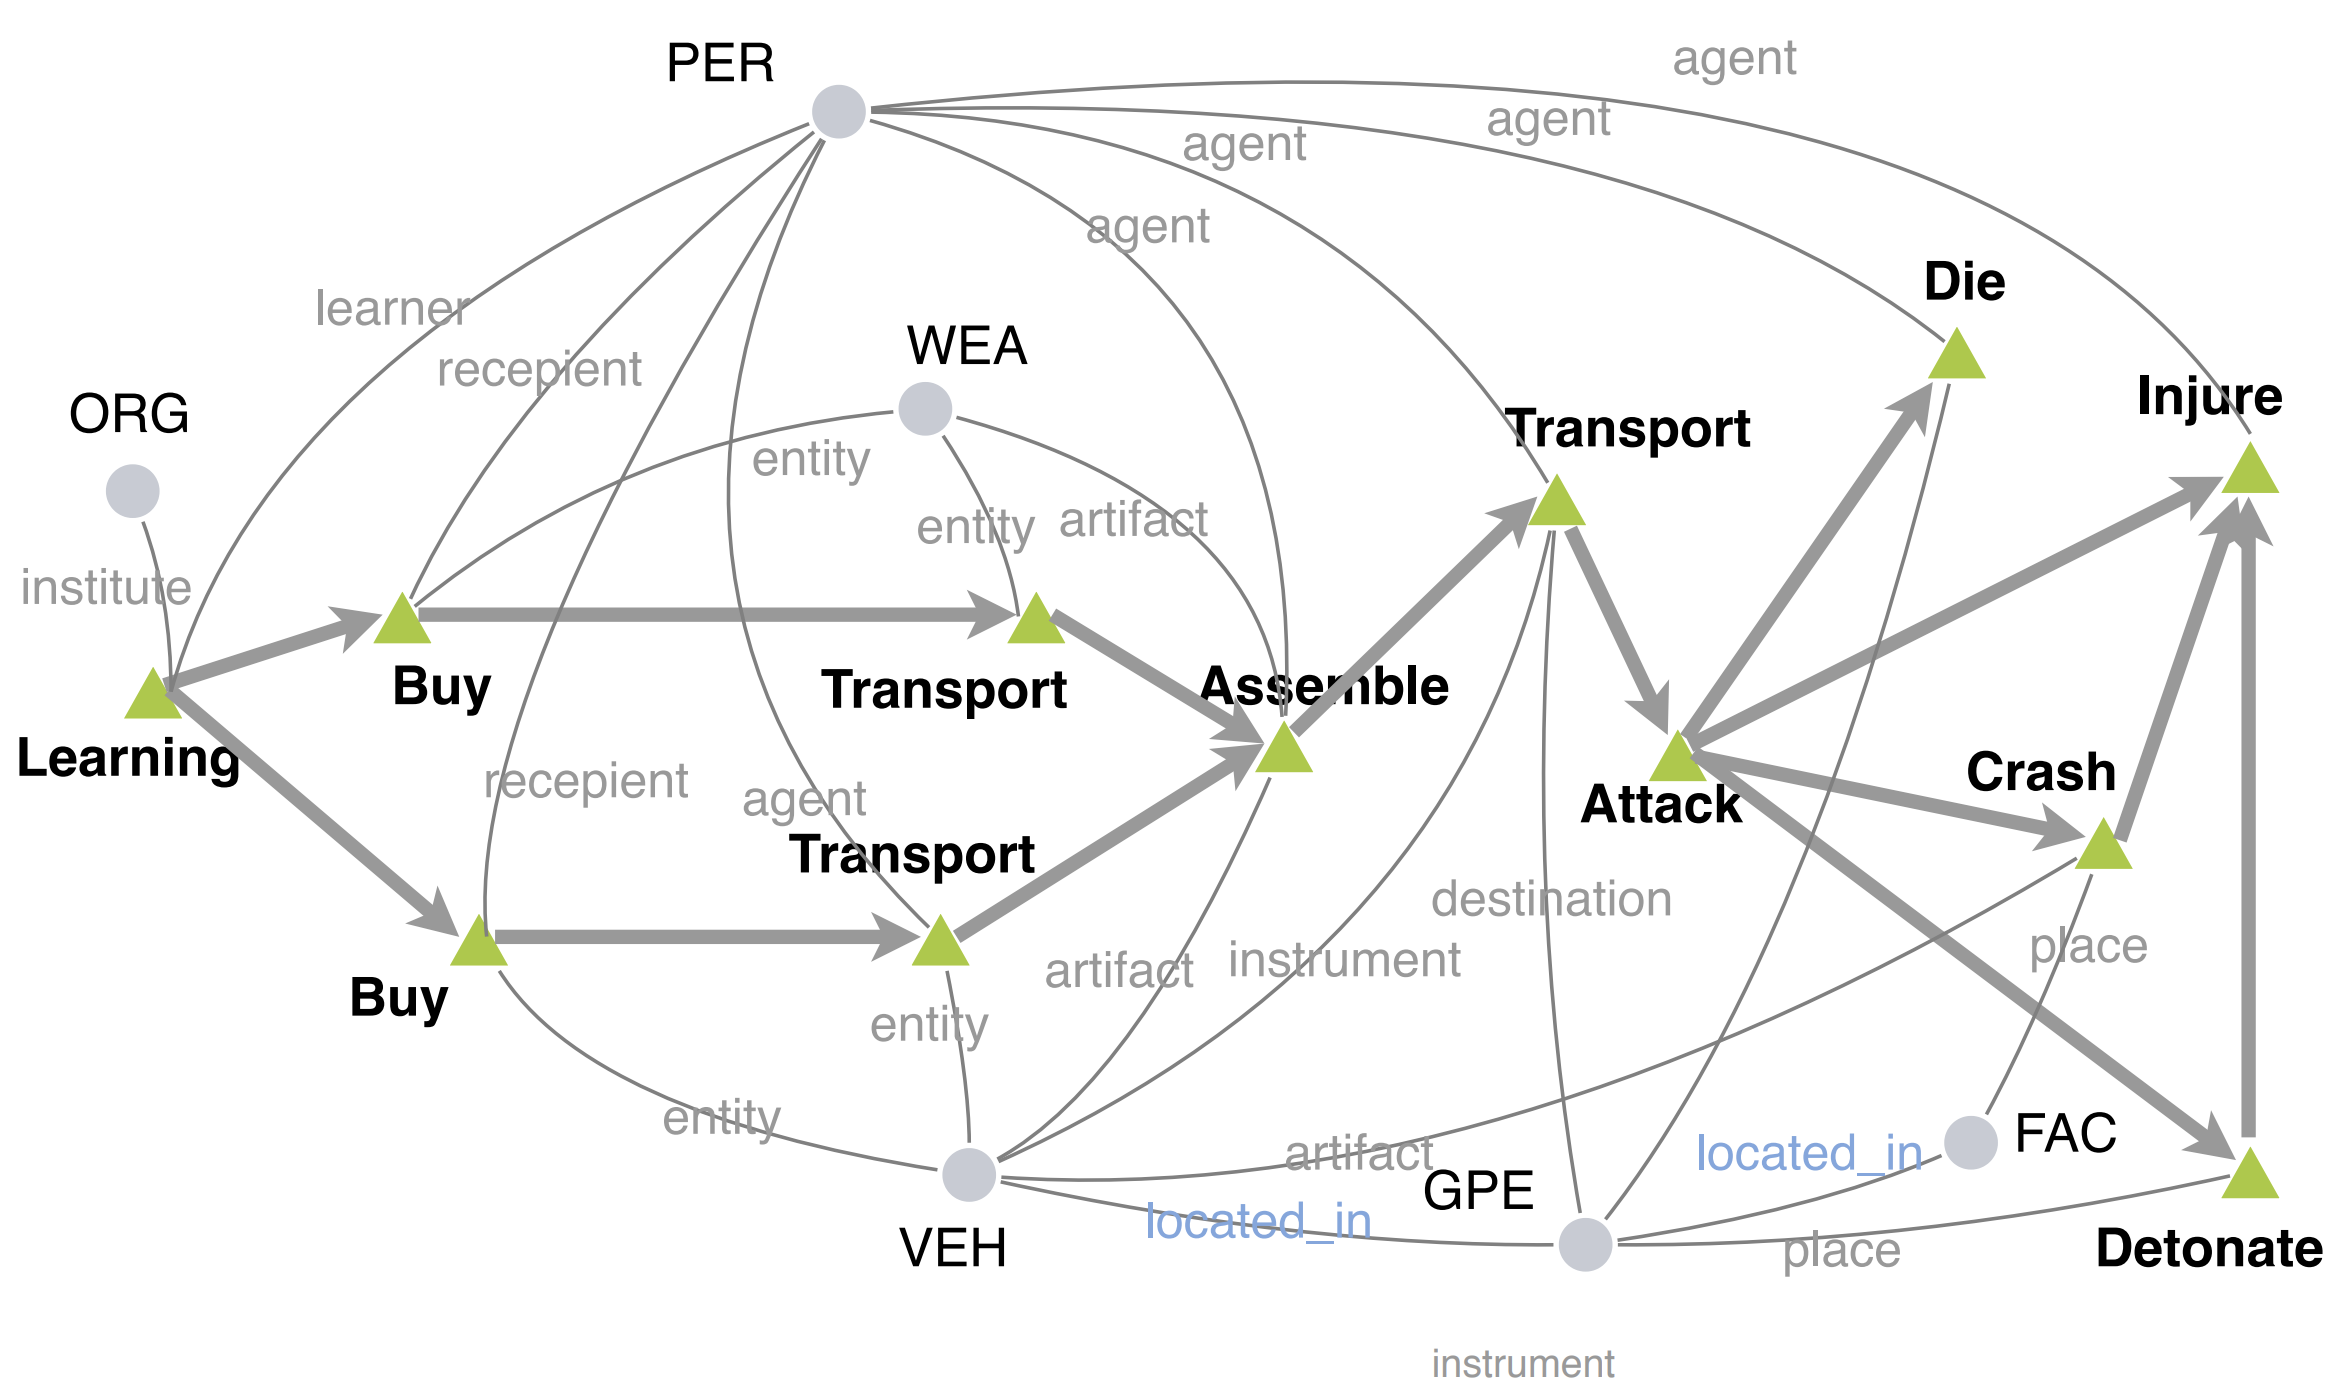 PER
agent
agent
agent
agent
Die
learner
WEA
recepient
Injure
ORG
Transport
entity
entity
artifact
institute
Buy
Transport
Assemble
Learning
Crash
recepient
agent
Attack
Transport
destination
place
Buy
artifact
instrument
entity
entity
artifact
located_in
FAC
GPE
located_in
VEH
place
Detonate
instrument